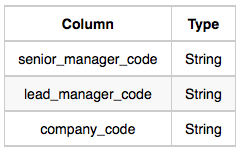 Column Type
senior_manager_code String
lead_manager_code String
company_code String